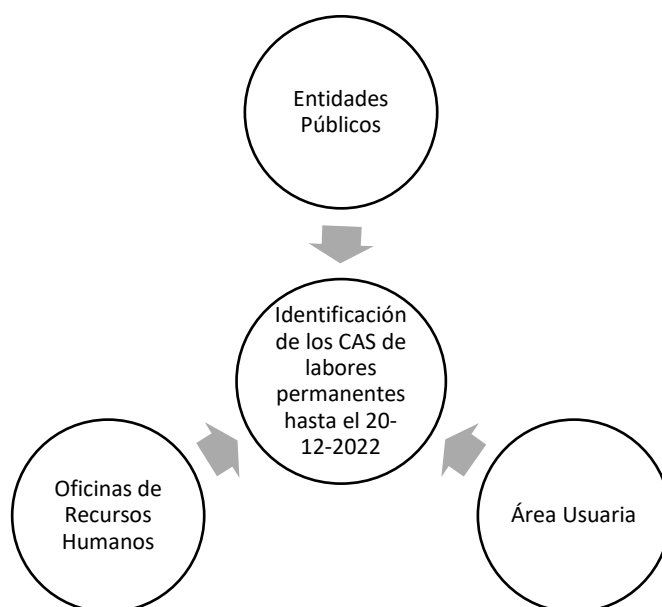 Entidades
Públicos
Identificación
de los CAS de
labores
permanentes
hasta el 20-
12-2022
Oficinas de
Recursos
Humanos
Área Usuaria